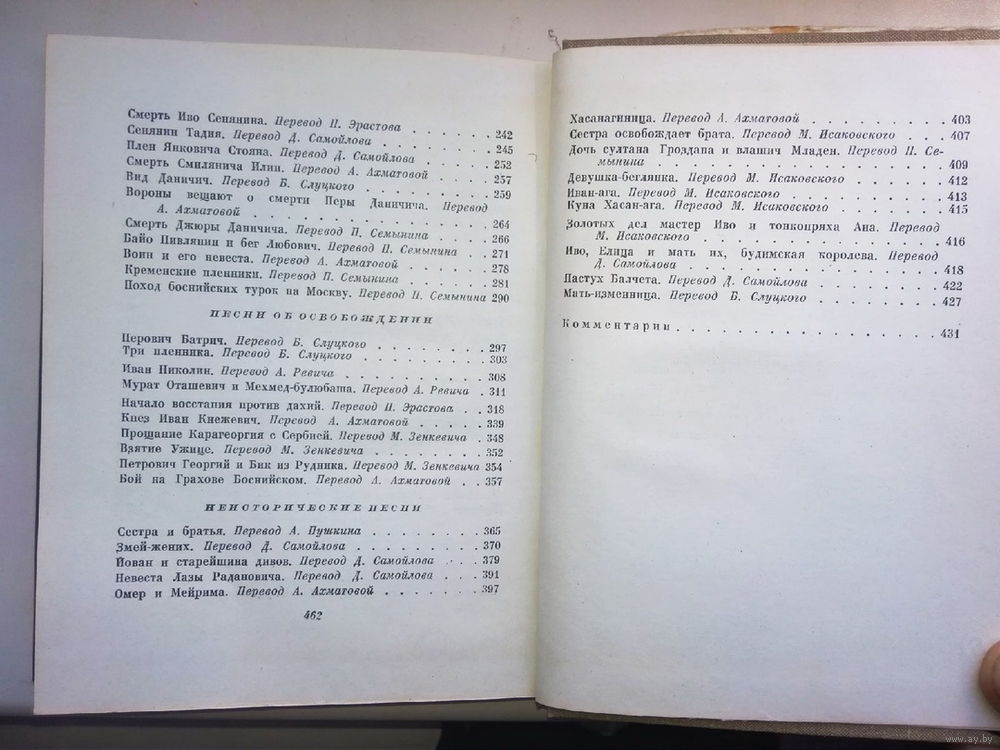 Смерть Иво Сенянина. Перевод П. Эрастова . . . . . . 242
Сенянин Тадия. Перевод Д. Самойлова . . . . . . . 245
Плен Янковича Стояна. Перевод Д. Самойлова . . . . . 252
Смерть Смилянича Илии. Перевод А. Ахматовой . . . . 257
Вид Даничич. Перевод Б. Слуцкого . . . . . . . . 259
Вороны вещают о смерти Перы Даничича. Перевод
А. Ахматовой . . . . . . . . . . . . . 264
Смерть Джюры Даничича. Перевод П. Семынина . . . . 266
Байо Пивлянин и бег Любович. Перевод П. Семынина . . 271
Воин и его невеста. Перевод А. Ахматовой . . . . . 278
Кременские пленники. Перевод П. Семынина . . . . . 281
Поход боснийских турок на Москву. Перевод П. Семынина 290
ПЕСНИ ОБ ОСВОБОЖДЕНИИ
Перович Батрич. Перевод Б. Слуцкого . . . . . . . 297
Три пленника. Перевод Б. Слуцкого . . . . . . . . 303
Иван Николин. Перевод А. Ревича . . . . . . . . . 308
Мурат Оташевич и Мехмед-булюбаша. Перевод А. Ревича . 311
Начало восстания против дахий. Перевод П. Эрастова . . 318
Кнез Иван Кнежевич. Перевод А. Ахматовой . . . . . 339
Прощание Карагеоргия с Сербией. Перевод М. Зенкевича . 348
Взятие Ужице. Перевод М. Зенкевича . . . . . . . . 352
Петрович Георгий и Бик из Рудника. Перевод М. Зенкевича 354
Бой на Грахове Боснийском. Перевод А. Ахматовой . . 357
НЕИСТОРИЧЕСКИЕ ПЕСНИ
Сестра и братья. Перевод А. Пушкина . . . . . . . 365
Змей-жених. Перевод Д. Самойлова . . . . . . . . 370
Йован и старейшина дивов. Перевод Д. Самойлова . . . 379
Невеста Лазы Радановича. Перевод Д. Самойлова . . . 391
Омер и Мейрима. Перевод А. Ахматовой . . . . . . . 397
462
Хасанагиница. Перевод А. Ахматовой . . . . . . . 403
Сестра освобождает брата. Перевод М. Исаковского . . . 407
Дочь султана Гроздана и влашич Младен. Перевод П. Се-
мынина . . . . . . . . . . . . . . . . 409
Девушка-беглянка. Перевод М. Исаковского . . . . . 412
Иван-ага. Перевод М. Исаковского . . . . . . . . 413
Куна Хасан-ага. Перевод М. Исаковского . . . . . . 415
Золотых дел мастер Иво и тонкопряха Ана. Перевод
М. Исаковского . . . . . . . . . . . . . 416
Иво, Елица и мать их, будимская королева. Перевод
Д. Самойлова . . . . . . . . . . . . . . 418
Пастух Балчета. Перевод Д. Самойлова . . . . . . . 422
Мать-изменница. Перевод Б. Слуцкого . . . . . . . 427
Комментарии . . . . . . . . . . . . . . . 431
www.ay.by